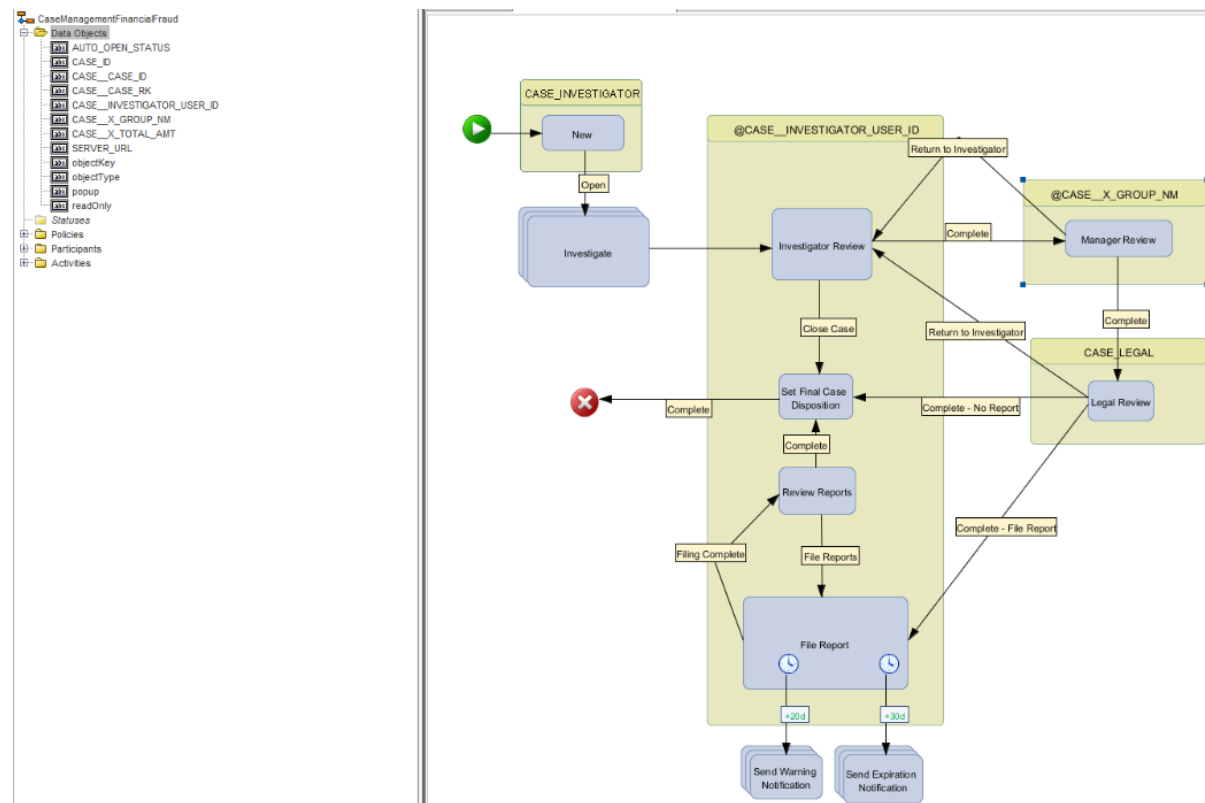 CaseManagementFinancialFraud
Data Objects
AUTO_OPEN_STATUS
CASE_ID
CASE__CASE_ID
CASE__CASE_RK
CASE__INVESTIGATOR_USER_ID
CASE__X_GROUP_NM
CASE__X_TOTAL_AMT
SERVER_URL
objectKey
objectType
popup
readOnly
Statuses
Policies
Participants
Activities
CASE_INVESTIGATOR
New
Open
Investigate
@CASE__INVESTIGATOR_USER_ID
Return to Investigator
Investigator Review
Complete
@CASE__X_GROUP_NM
Manager Review
Close Case
Return to Investigator
Complete
CASE_LEGAL
Legal Review
Set Final Case
Disposition
Complete
Complete - No Report
Complete
Review Reports
Filing Complete
File Reports
Complete - File Report
File Report
+20d
+30d
Send Warning
Notification
Send Expiration
Notification